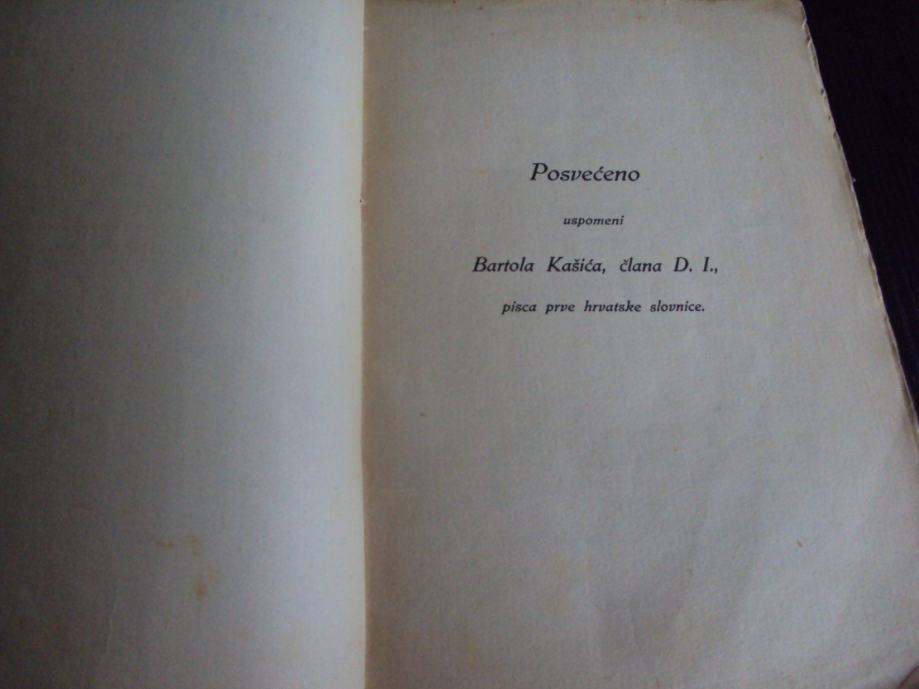 Posvećeno
uspomeni
Bartola Kašića, člana D. I.,
pisca prve hrvatske slovnice.